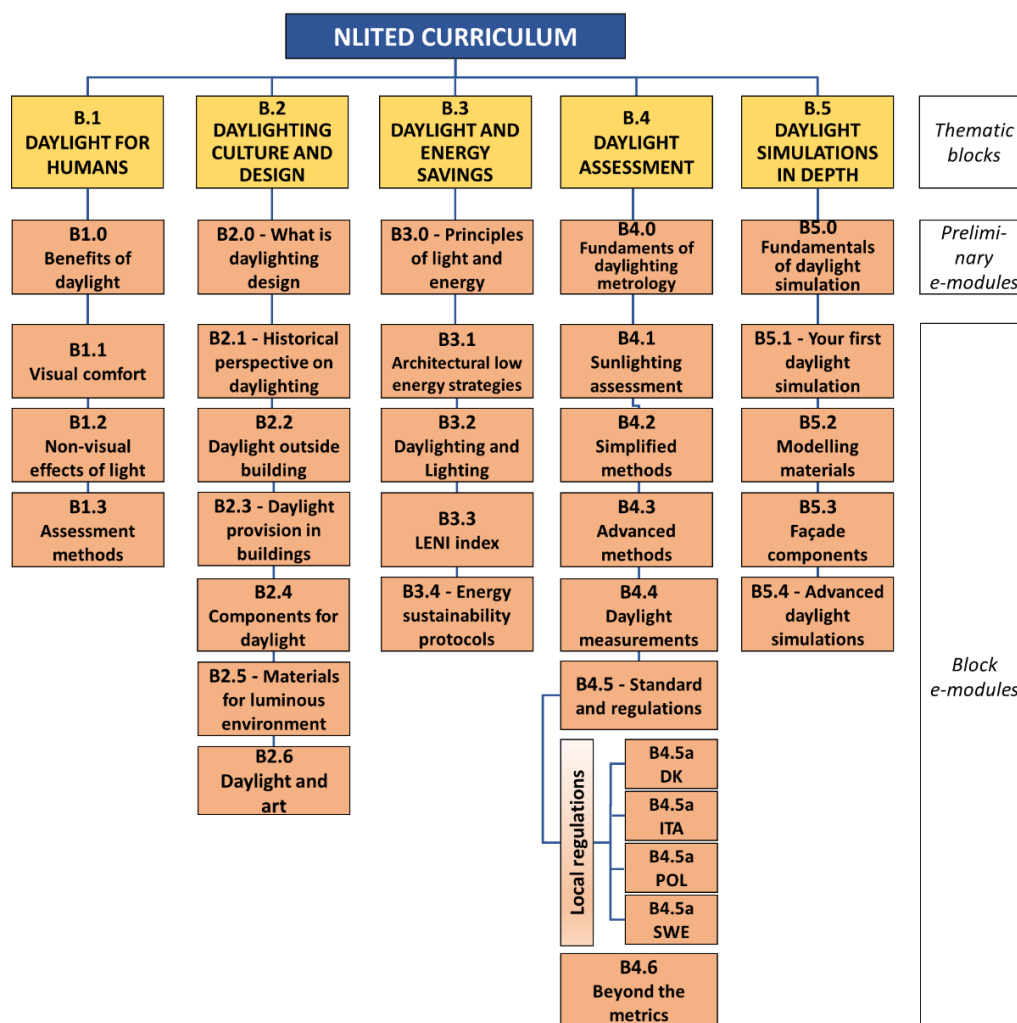 NLITED CURRICULUM
B.1
DAYLIGHT FOR
HUMANS
B.2
DAYLIGHTING
CULTURE AND
DESIGN
B.3
DAYLIGHT AND
ENERGY
SAVINGS
B.4
DAYLIGHT
ASSESSMENT
B.5
DAYLIGHT
SIMULATIONS
IN DEPTH
Thematic
blocks
B1.0
Benefits of
daylight
B2.0 - What is
daylighting
design
B3.0 - Principles
of light and
energy
B4.0
Fundaments of
daylighting
metrology
B5.0
Fundamentals
of daylight
simulation
Prelimi-
nary
e-modules
B1.1
Visual comfort
B1.2
Non-visual
effects of light
B1.3
Assessment
methods
B2.1 - Historical
perspective on
daylighting
B2.2
Daylight outside
building
B2.3 - Daylight
provision in
buildings
B2.4
Components for
daylight
B2.5 - Materials
for luminous
environment
B2.6
Daylight and
art
B3.1
Architectural low
energy strategies
B3.2
Daylighting and
Lighting
B3.3
LENI index
B3.4 - Energy
sustainability
protocols
B4.1
Sunlighting
assessment
B4.2
Simplified
methods
B4.3
Advanced
methods
B4.4
Daylight
measurements
B4.5 - Standard
and regulations
Local regulations
B4.5a
DK
B4.5a
ITA
B4.5a
POL
B4.5a
SWE
B4.6
Beyond the
metrics
B5.1 - Your first
daylight
simulation
B5.2
Modelling
materials
B5.3
Façade
components
B5.4 - Advanced
daylight
simulations
Block
e-modules